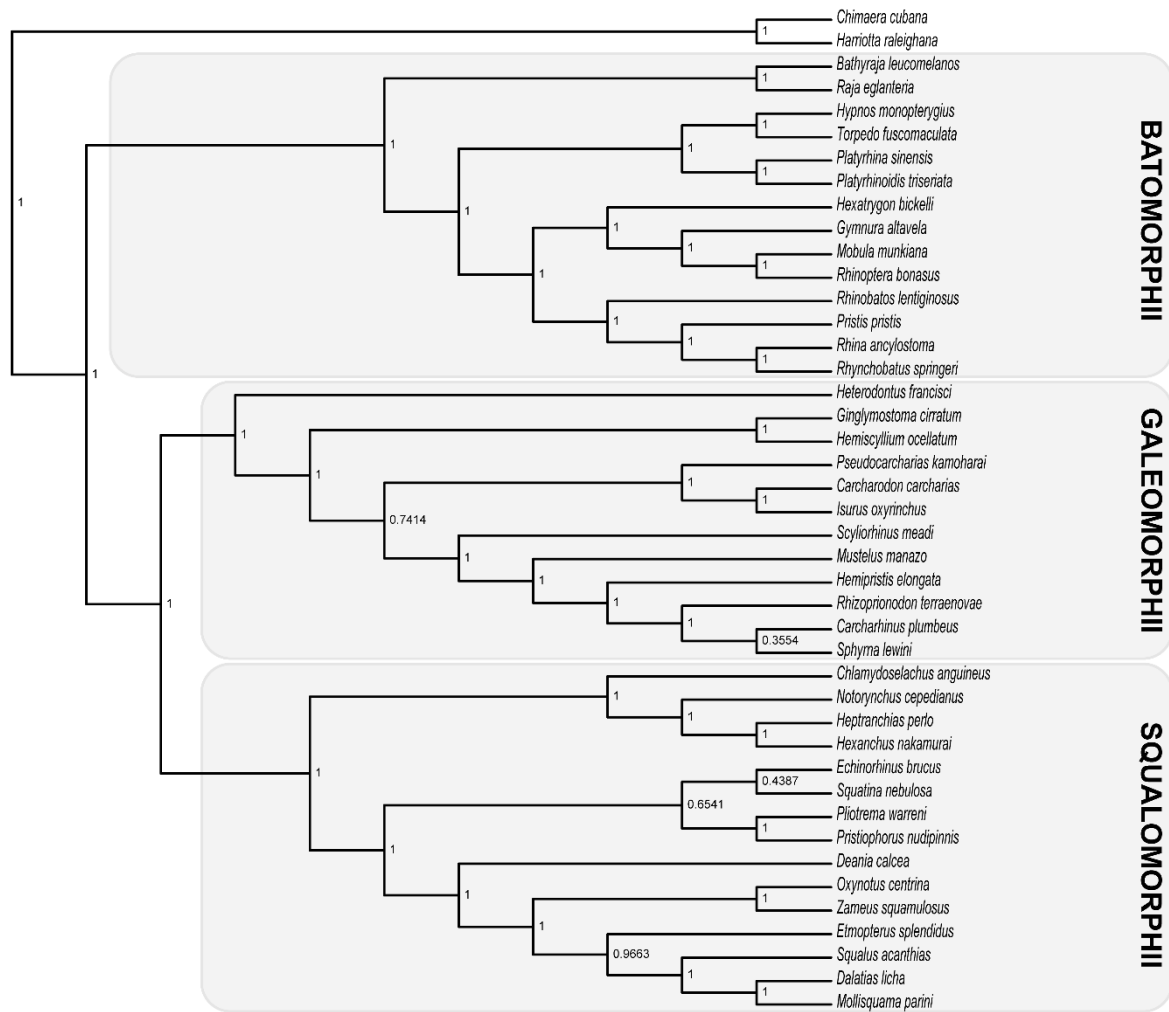 Chimaera cubana
1
Harriotta raleighana
Bathyraja leucomelanos
1
Raja eglanteria
Hypnos monopterygius
1
Torpedo fuscomaculata
1
1
Platyrhina sinensis
1
Platyrhinoidis triseriata
1
Hexatrygon bickelli
1
1
Gymnura altavela
1
Mobula munkiana
1
Rhinoptera bonasus
1
Rhinobatos lentiginosus
1
Pristis pristis
1
Rhina ancylostoma
1
Rhynchobatus springeri
BATOMORPHII
1
1
Heterodontus francisci
1
Ginglymostoma cirratum
1
Hemiscyllium ocellatum
1
Pseudocarcharias kamoharai
1
Carcharodon carcharias
1
Isurus oxyrinchus
0.7414
Scyliorhinus meadi
1
Mustelus manazo
1
Hemipristis elongata
1
Rhizoprionodon terraenovae
1
Carcharhinus plumbeus
0.3554
Sphyrna lewini
GALEOMORPHII
1
Chlamydoselachus anguineus
1
Notorynchus cepedianus
1
Heptranchias perlo
1
Hexanchus nakamurai
1
Echinorhinus brucus
0.4387
Squatina nebulosa
0.6541
Pliotrema warreni
1
Pristiophorus nudipinnis
1
Deania calcea
1
Oxynotus centrina
1
Zameus squamulosus
1
Etmopterus splendidus
0.9663
Squalus acanthias
1
Dalatias licha
1
Mollisquama parini
SQUALOMORPHII